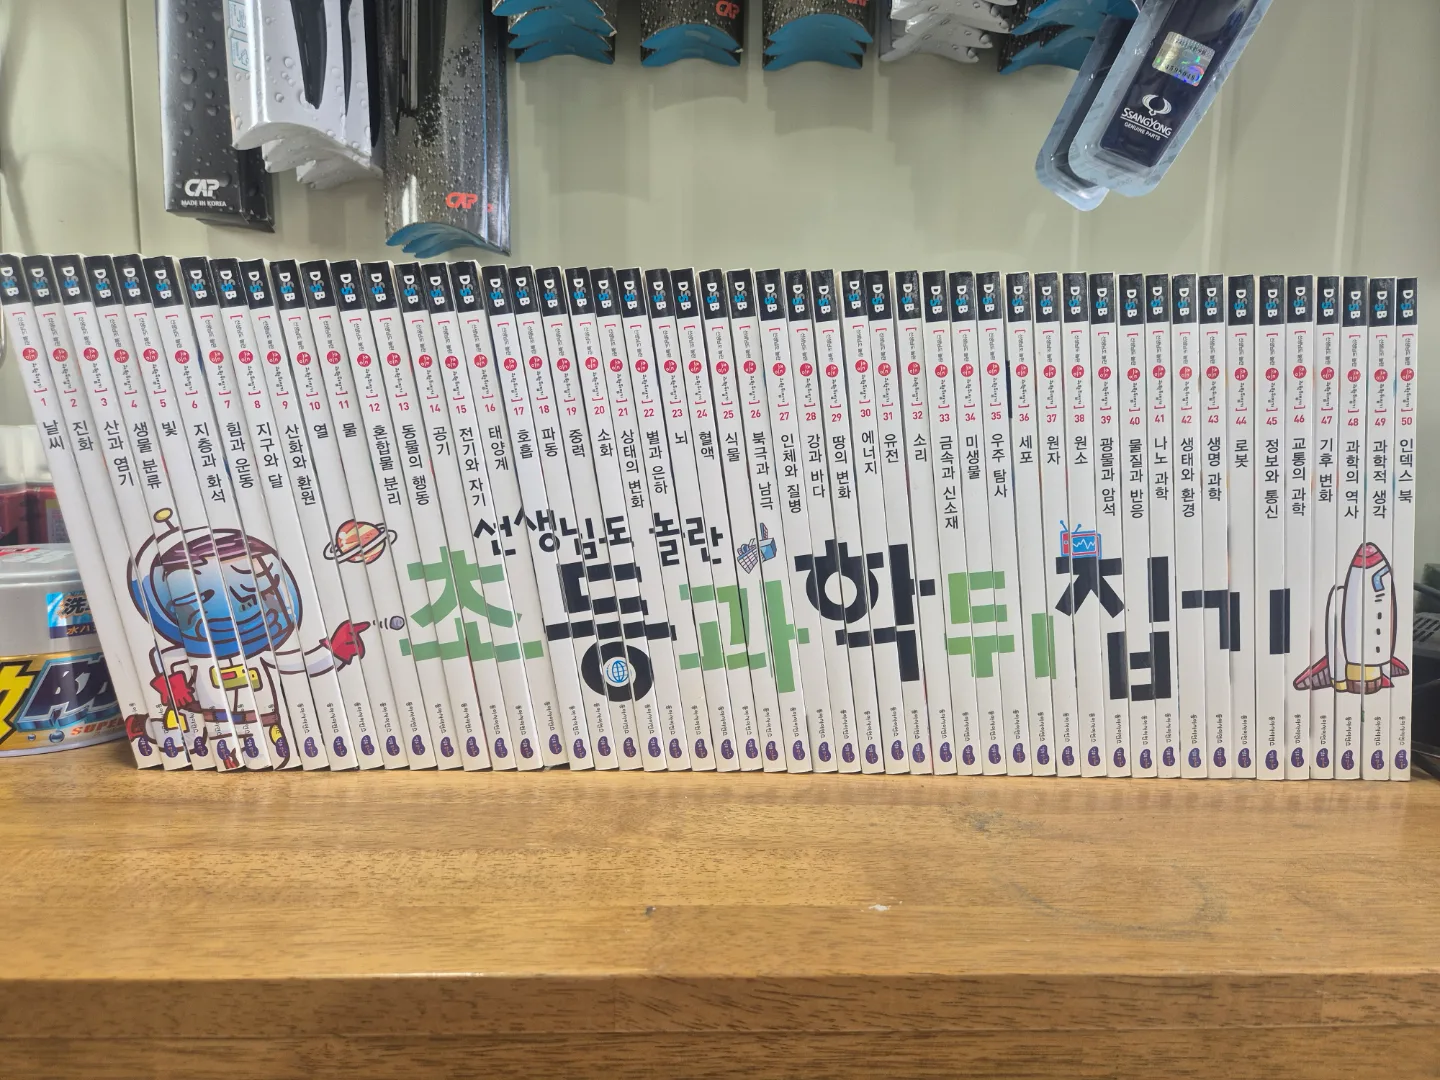 CAP
MADE IN KOREA
CAP
CAP
CAP
SSANGYONG
GENUINE PARTS
선생님도 놀란
초등과학뒤집기
1 날씨
2 진화
3 산과 염기
4 생물 분류
5 빛
6 지층과 화석
7 힘과 운동
8 지구와 달
9 산화와 환원
10 열
11 물
12 혼합물 분리
13 동물의 행동
14 공기
15 전기와 자기
16 태양계
17 호흡
18 파동
19 중력
20 소화
21 상태의 변화
22 별과 은하
23 뇌
24 혈액
25 식물
26 북극과 남극
27 인체와 질병
28 강과 바다
29 땅의 변화
30 에너지
31 유전
32 소리
33 금속과 신소재
34 미생물
35 우주 탐사
36 세포
37 원자
38 원소
39 광물과 암석
40 물질과 반응
41 나노 과학
42 생태와 환경
43 생명 과학
44 로봇
45 정보와 통신
46 교통의 과학
47 기후 변화
48 과학의 역사
49 과학적 생각
50 인덱스 북